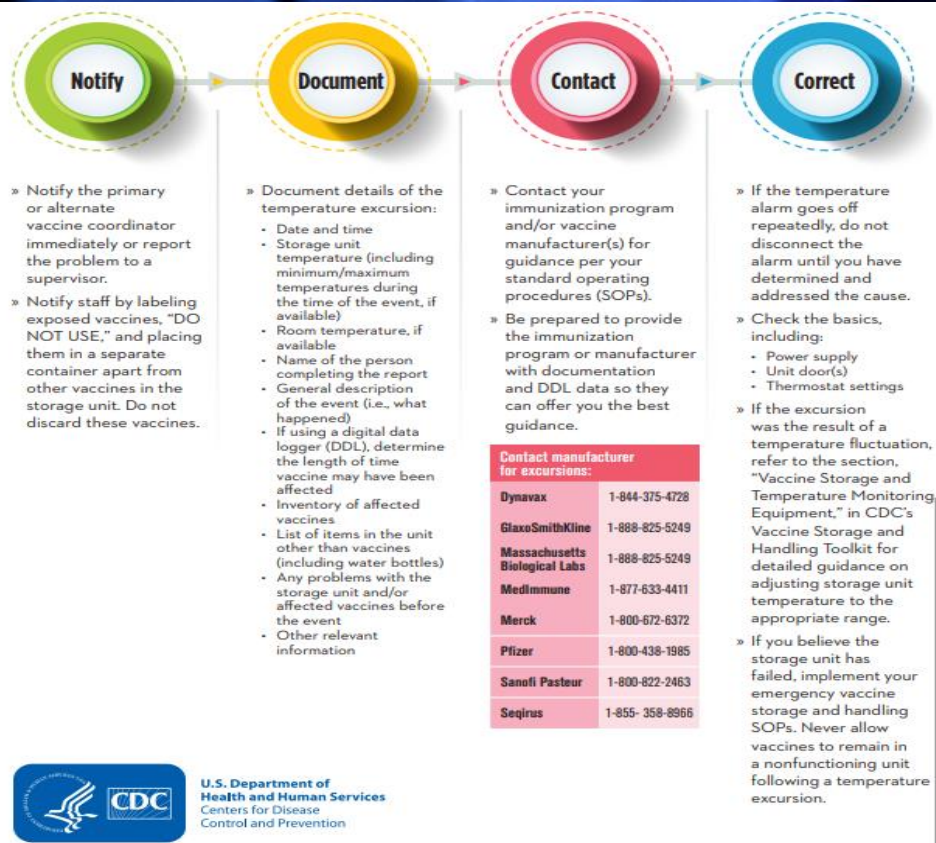 Notify
Document
Contact
Correct
» Notify the primary
or alternate
vaccine coordinator
immediately or report
the problem to a
supervisor.
» Notify staff by labeling
exposed vaccines, “DO
NOT USE,” and placing
them in a separate
container apart from
other vaccines in the
storage unit. Do not
discard these vaccines.
» Document details of the
temperature excursion:
- Date and time
- Storage unit
temperature (including
minimum/maximum
temperatures during
the time of the event, if
available)
- Room temperature, if
available
- Name of the person
completing the report
- General description
of the event (i.e., what
happened)
- If using a digital data
logger (DDL), determine
the length of time
vaccine may have been
affected
- Inventory of affected
vaccines
- List of items in the unit
other than vaccines
(including water bottles)
- Any problems with the
storage unit and/or
affected vaccines before
the event
- Other relevant
information
» Contact your
immunization program
and/or vaccine
manufacturer(s) for
guidance per your
standard operating
procedures (SOPs).
» Be prepared to provide
the immunization
program or manufacturer
with documentation
and DDL data so they
can offer you the best
guidance.
Contact manufacturer
for excursions:
Dynavax 1-844-375-4728
GlaxoSmithKline 1-888-825-5249
Massachusetts
Biological Labs 1-888-825-5249
MedImmune 1-877-633-4411
Merck 1-800-672-6372
Pfizer 1-800-438-1985
Sanofi Pasteur 1-800-822-2463
Seqirus 1-855- 358-8966
» If the temperature
alarm goes off
repeatedly, do not
disconnect the
alarm until you have
determined and
addressed the cause.
» Check the basics,
including:
- Power supply
- Unit door(s)
- Thermostat settings
» If the excursion
was the result of a
temperature fluctuation,
refer to the section,
“Vaccine Storage and
Temperature Monitoring
Equipment,” in CDC’s
Vaccine Storage and
Handling Toolkit for
detailed guidance on
adjusting storage unit
temperature to the
appropriate range.
» If you believe the
storage unit has
failed, implement your
emergency vaccine
storage and handling
SOPs. Never allow
vaccines to remain in
a nonfunctioning unit
following a temperature
excursion.
CDC
U.S. Department of
Health and Human Services
Centers for Disease
Control and Prevention